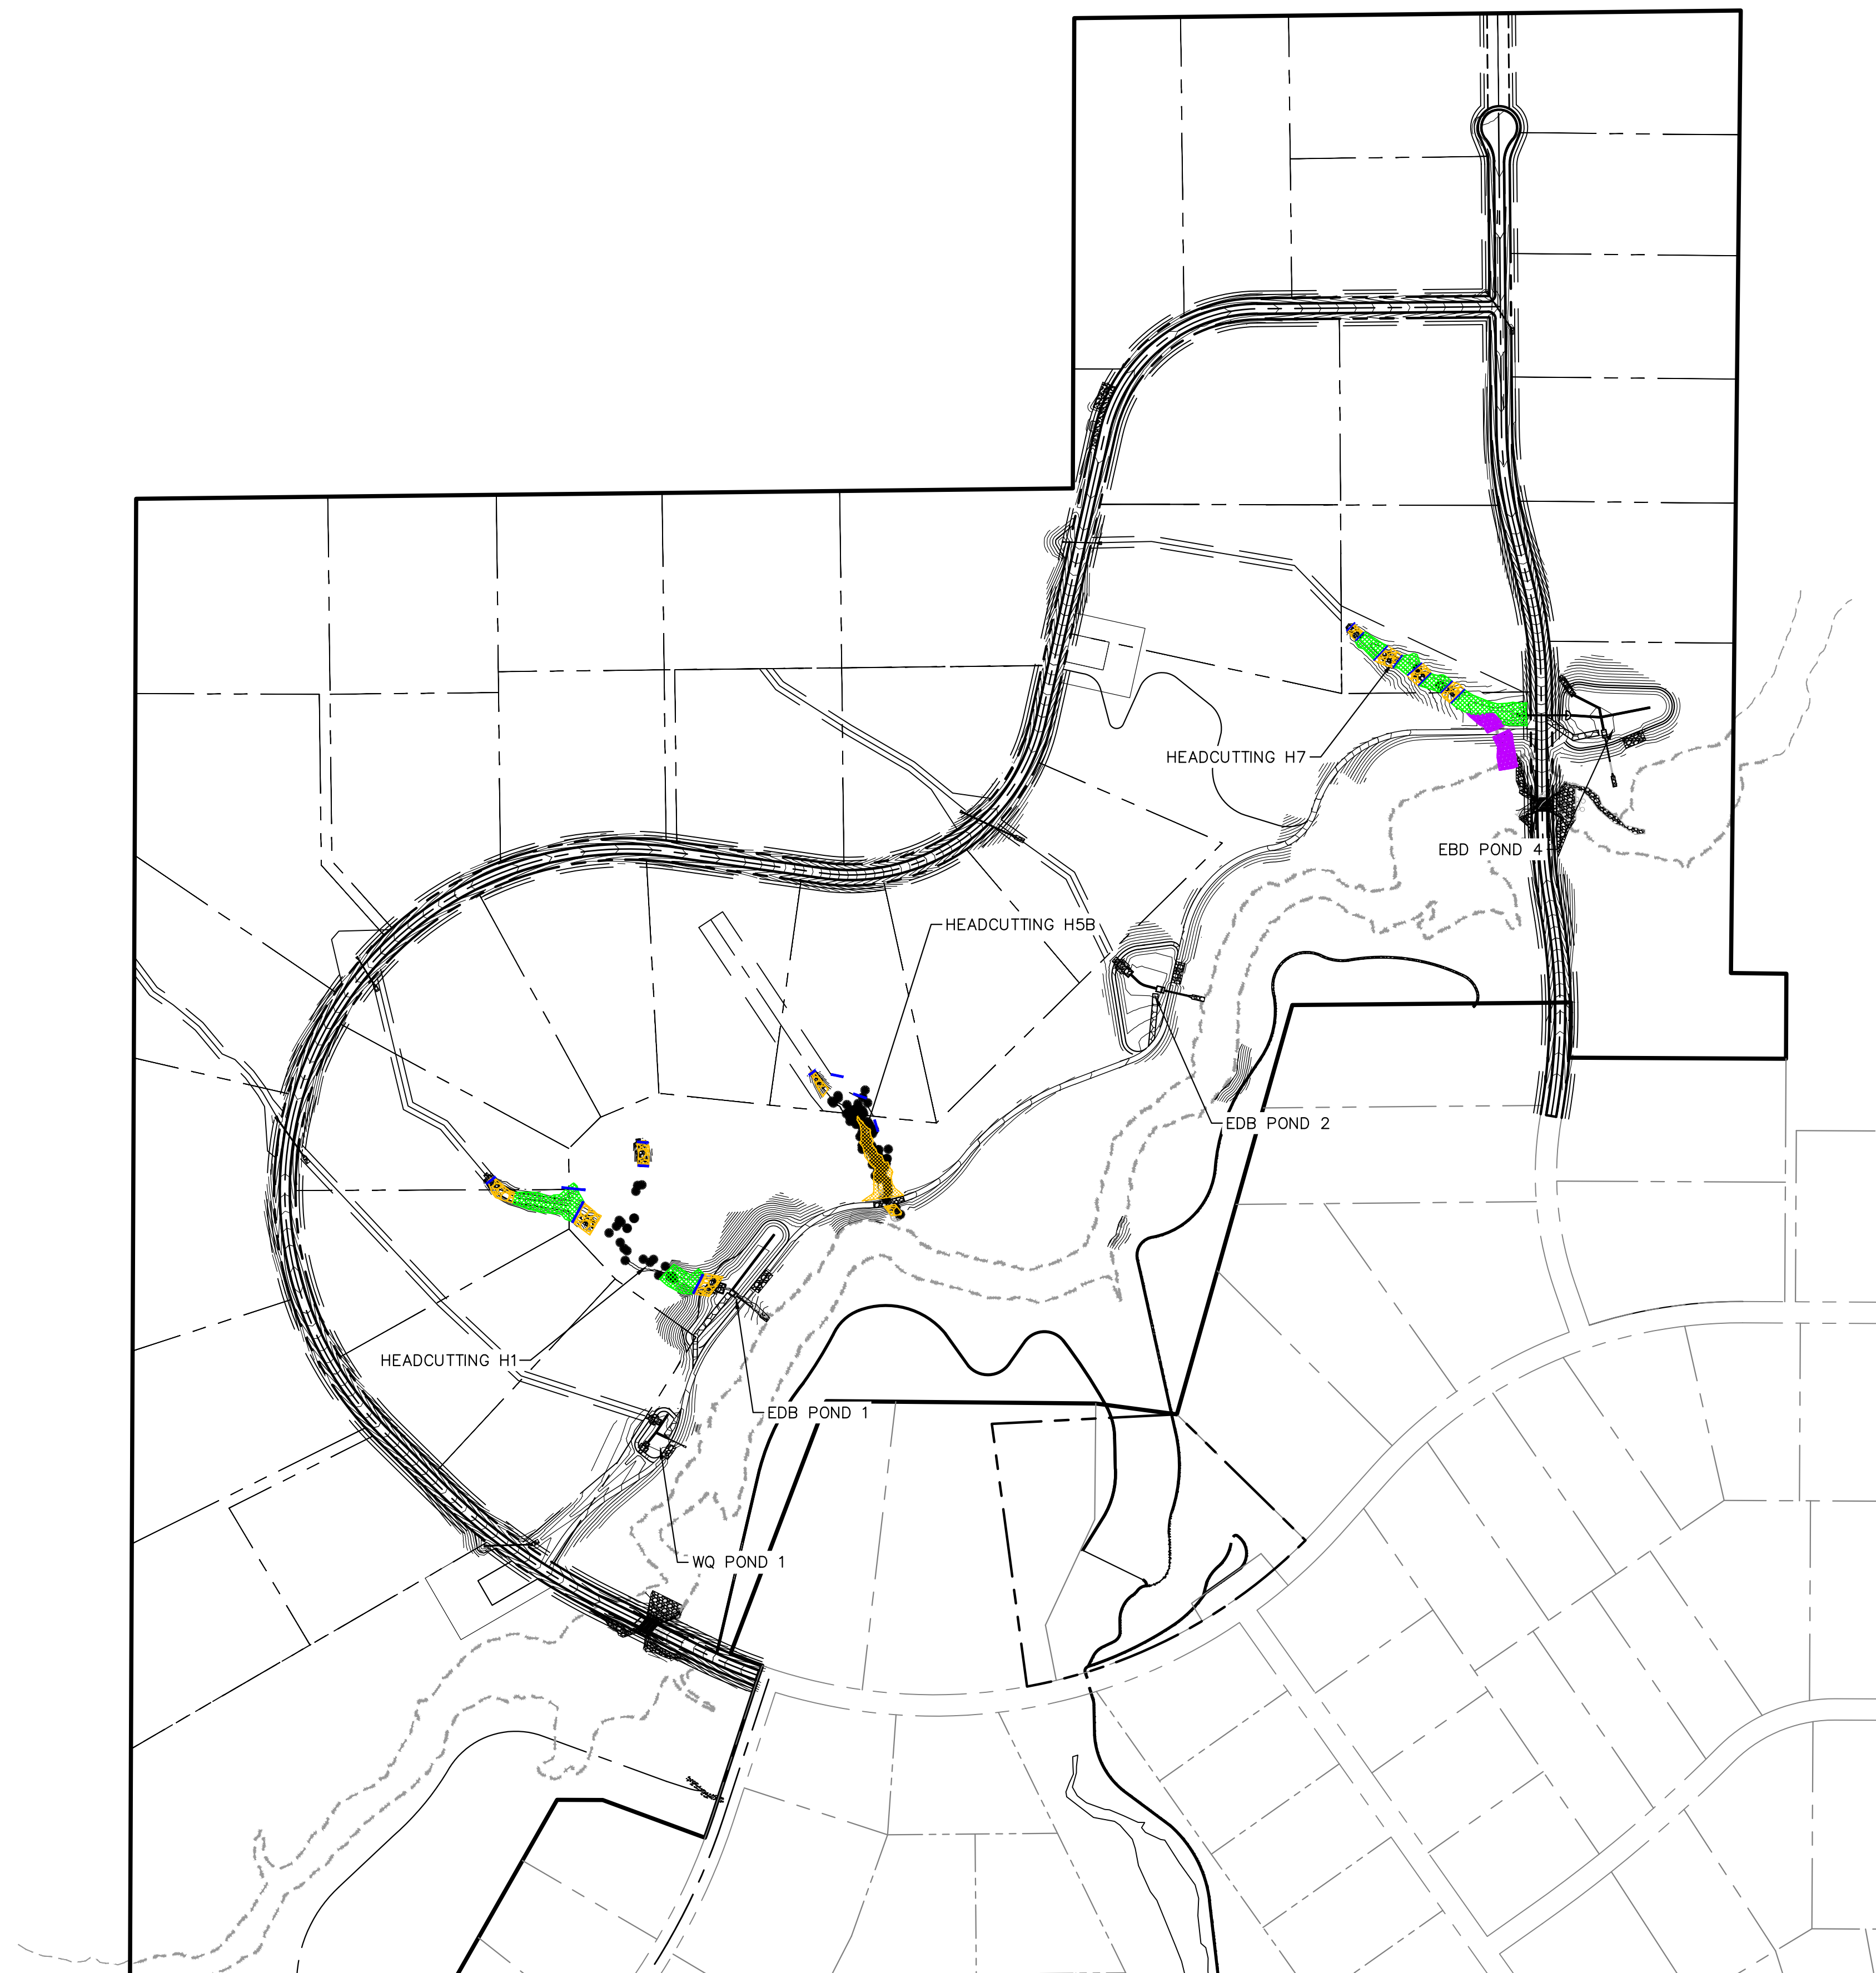 HEADCUTTING H7
EBD POND 4
HEADCUTTING H5B
EDB POND 2
HEADCUTTING H1
EDB POND 1
WQ POND 1